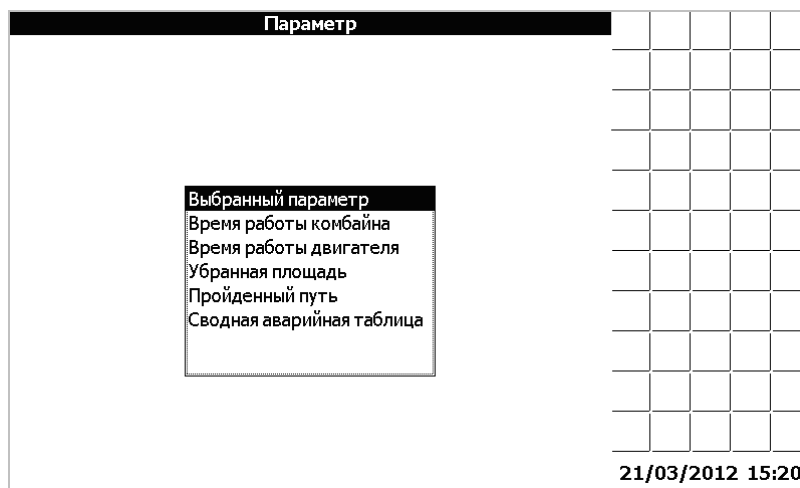 Параметр
Выбранный параметр
Время работы комбайна
Время работы двигателя
Убранная площадь
Пройденный путь
Сводная аварийная таблица
21/03/2012 15:20